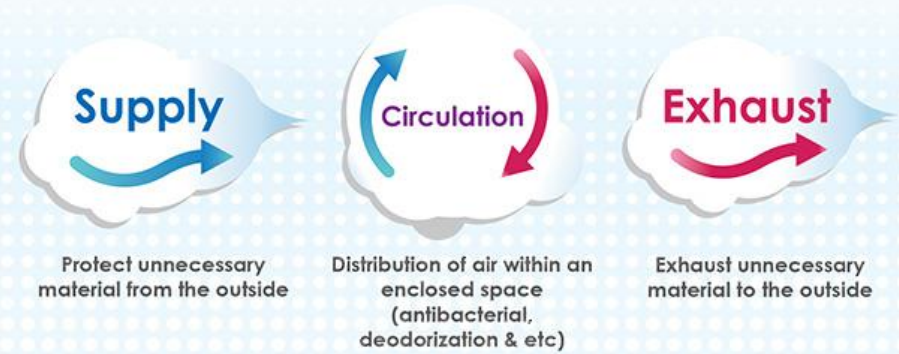 Supply
Circulation
Exhaust
Protect unnecessary
material from the outside
Distribution of air within an
enclosed space
(antibacterial,
deodorization & etc)
Exhaust unnecessary
material to the outside